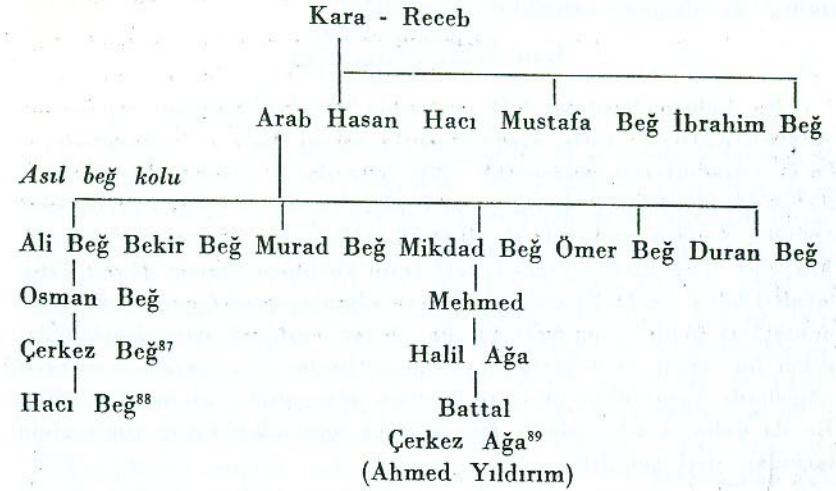 Kara - Receb
Arab Hasan Hacı Mustafa Beğ İbrahim Beğ
Asıl beğ kolu
Ali Beğ Bekir Beğ Murad Beğ Mikdad Beğ Ömer Beğ Duran Beğ
Osman Beğ Mehmed
Çerkez Beğ⁸⁷ Halil Ağa
Hacı Beğ⁸⁸ Battal
Çerkez Ağa⁸⁹
(Ahmed Yıldırım)